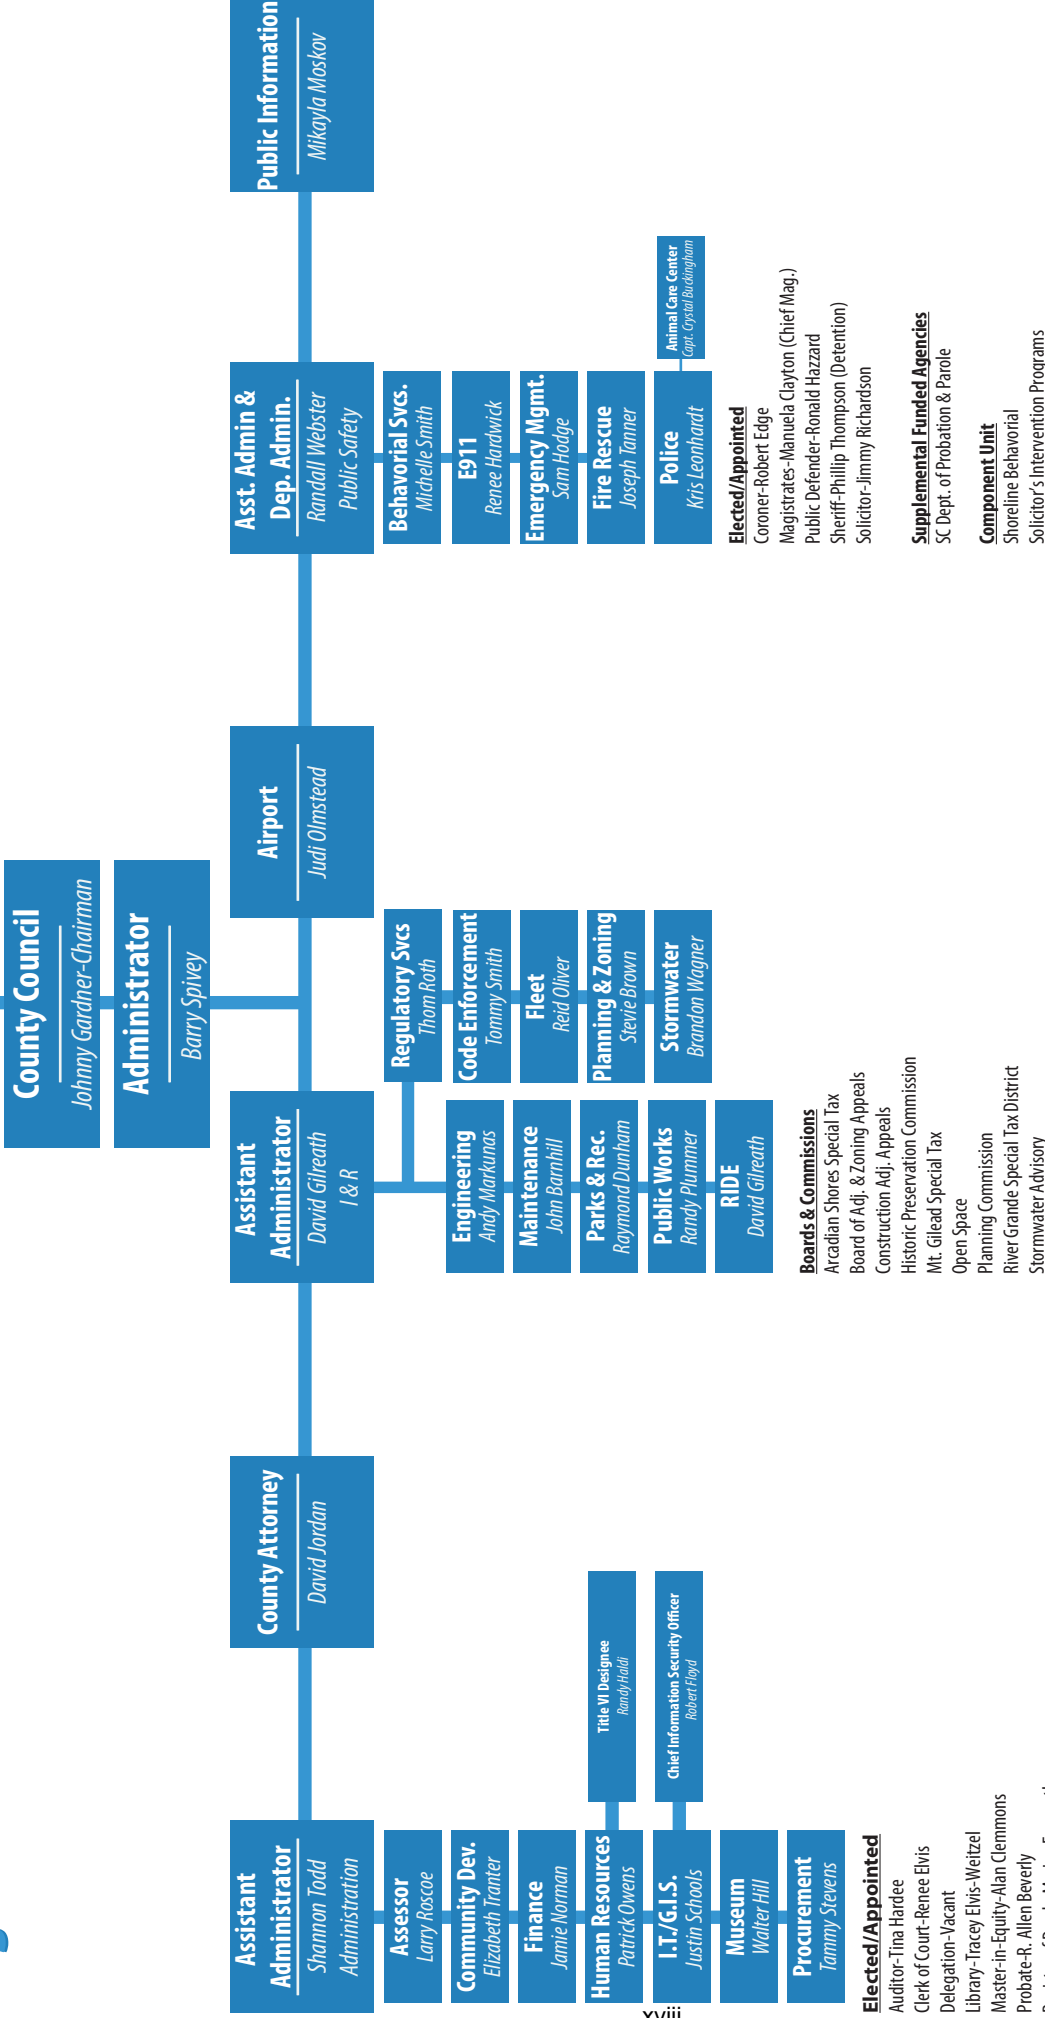 County Council
Johnny Gardner-Chairman
Administrator
Barry Spivey
Assistant
Administrator
Shannon Todd
Administration
County Attorney
David Jordan
Assistant
Administrator
David Gilreath
I & R
Airport
Judi Olmstead
Asst. Admin &
Dep. Admin.
Randall Webster
Public Safety
Public Information
Mikayla Moskov
Assessor
Larry Roscoe
Community Dev.
Elizabeth Tranter
Finance
Jamie Norman
Human Resources
Patrick Owens
Title VI Designee
Randy Haldi
I.T./G.I.S.
Justin Schools
Chief Information Security Officer
Robert Floyd
Museum
Walter Hill
Procurement
Tammy Stevens
Elected/Appointed
Auditor-Tina Hardee
Clerk of Court-Renee Elvis
Delegation-Vacant
Library-Tracey Elvis-Weitzel
Master-in-Equity-Alan Clemmons
Probate-R. Allen Beverly
Engineering
Andy Markunas
Maintenance
John Barnhill
Parks & Rec.
Raymond Dunham
Public Works
Randy Plummer
RIDE
David Gilreath
Regulatory Svcs
Thom Roth
Code Enforcement
Tommy Smith
Fleet
Reid Oliver
Planning & Zoning
Stevie Brown
Stormwater
Brandon Wagner
Boards & Commissions
Arcadian Shores Special Tax
Board of Adj. & Zoning Appeals
Construction Adj. Appeals
Historic Preservation Commission
Mt. Gilead Special Tax
Open Space
Planning Commission
River Grande Special Tax District
Stormwater Advisory
Behavorial Svcs.
Michelle Smith
E911
Renee Hardwick
Emergency Mgmt.
Sam Hodge
Fire Rescue
Joseph Tanner
Police
Kris Leonhardt
Animal Care Center
Capt. Crystal Buckingham
Elected/Appointed
Coroner-Robert Edge
Magistrates-Manuela Clayton (Chief Mag.)
Public Defender-Ronald Hazzard
Sheriff-Phillip Thompson (Detention)
Solicitor-Jimmy Richardson
Supplemental Funded Agencies
SC Dept. of Probation & Parole
Component Unit
Shoreline Behavorial
Solicitor's Intervention Programs
xviii